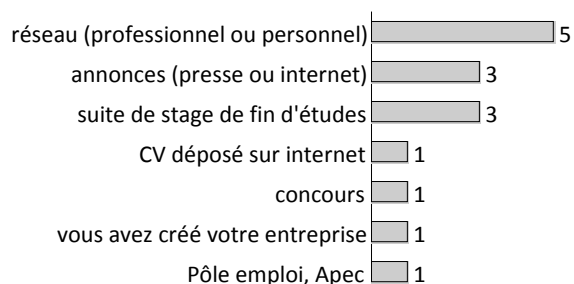 réseau (professionnel ou personnel) 5
annonces (presse ou internet) 3
suite de stage de fin d'études 3
CV déposé sur internet 1
concours 1
vous avez créé votre entreprise 1
Pôle emploi, Apec 1